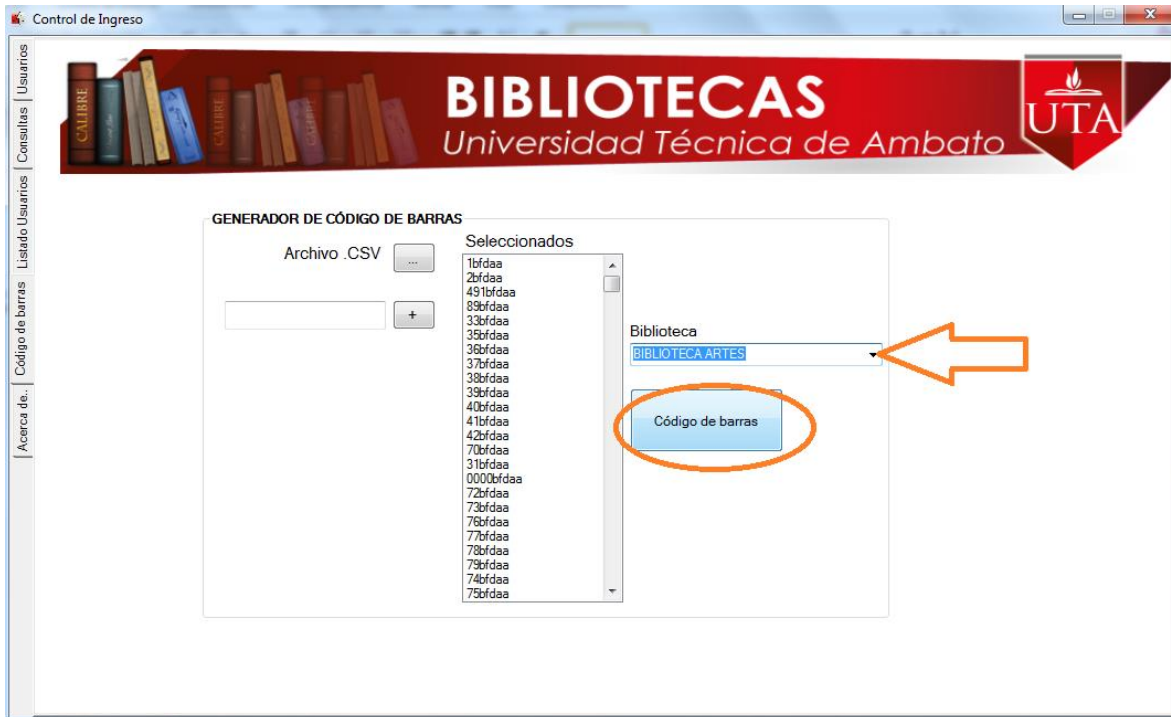 Control de Ingreso
Usuarios
Consultas
Listado Usuarios
Código de barras
Acerca de..
CALIBRE
CALIBRE
CALIBRE
BIBLIOTECAS
Universidad Técnica de Ambato
UTA
GENERADOR DE CÓDIGO DE BARRAS
Archivo .CSV
...
+
Seleccionados
1bfdaa
2bfdaa
491bfdaa
89bfdaa
33bfdaa
35bfdaa
36bfdaa
37bfdaa
38bfdaa
39bfdaa
40bfdaa
41bfdaa
42bfdaa
70bfdaa
31bfdaa
0000bfdaa
72bfdaa
73bfdaa
76bfdaa
77bfdaa
78bfdaa
79bfdaa
74bfdaa
75bfdaa
Biblioteca
BIBLIOTECA ARTES
Código de barras